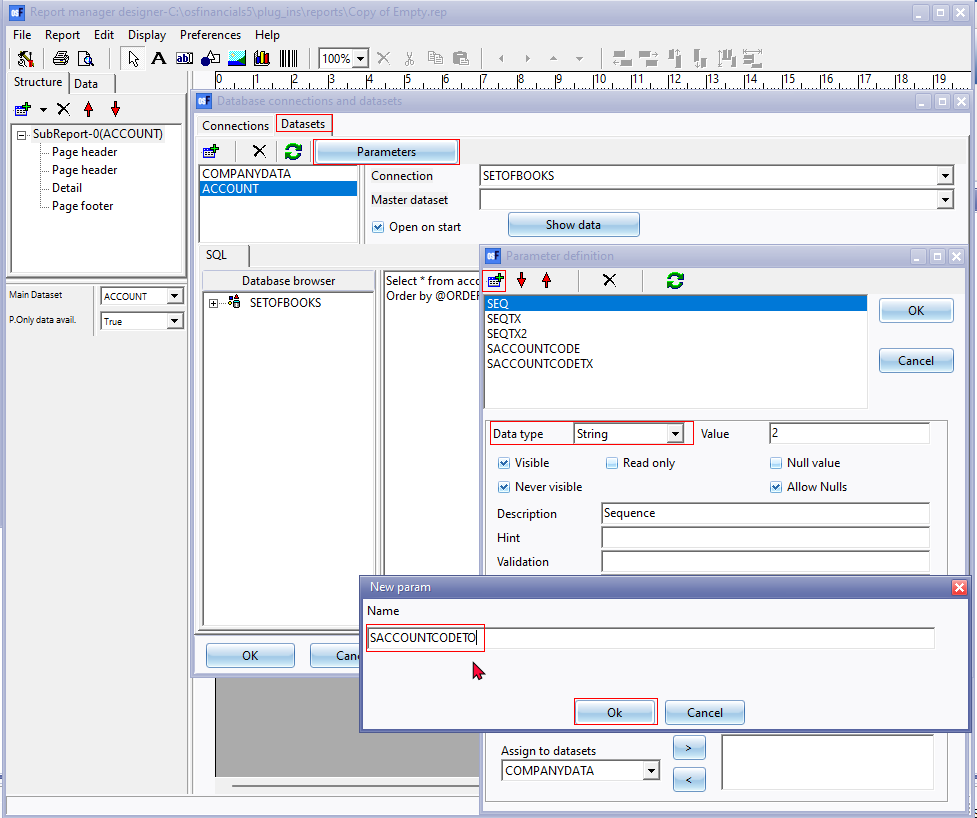 Report manager designer-C:\osfinancials5\plug_ins\reports\Copy of Empty.rep
File Report Edit Display Preferences Help
A ab| 100%
Structure Data
0 1 2 3 4 5 6 7 8 9 10 11 12 13 14 15 16 17 18 19
SubReport-0(ACCOUNT)
Page header
Page header
Detail
Page footer
Main Dataset ACCOUNT
P.Only data avail. True
Database connections and datasets
Connections Datasets
Parameters
COMPANYDATA
ACCOUNT
Connection SETOFBOOKS
Master dataset
Open on start Show data
SQL
Database browser
SETOFBOOKS
Select * from acco
Order by @ORDE
OK Can
Parameter definition
SEQ
SEQTX
SEQTX2
SACCOUNTCODE
SACCOUNTCODETX
OK
Cancel
Data type String Value 2
Visible Read only Null value
Never visible Allow Nulls
Description Sequence
Hint
Validation
New param
Name
SACCOUNTCODETO
Ok Cancel
Assign to datasets >
COMPANYDATA <